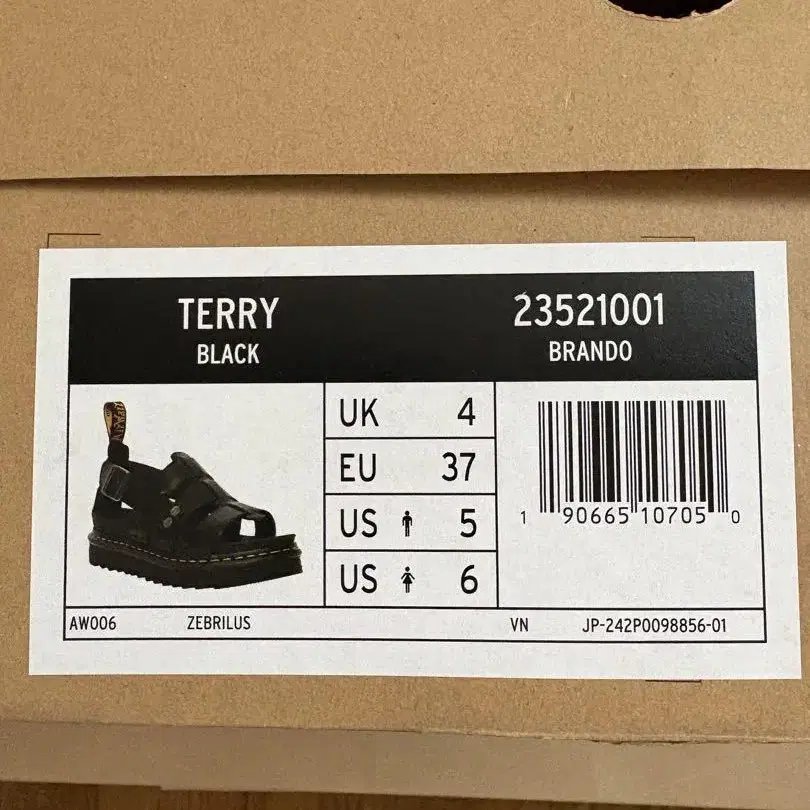 TERRY
BLACK
23521001
BRANDO
UK 4
EU 37
US 5
US 6
1 90665 10705 0
AW006 ZEBRILUS VN JP-242P0098856-01